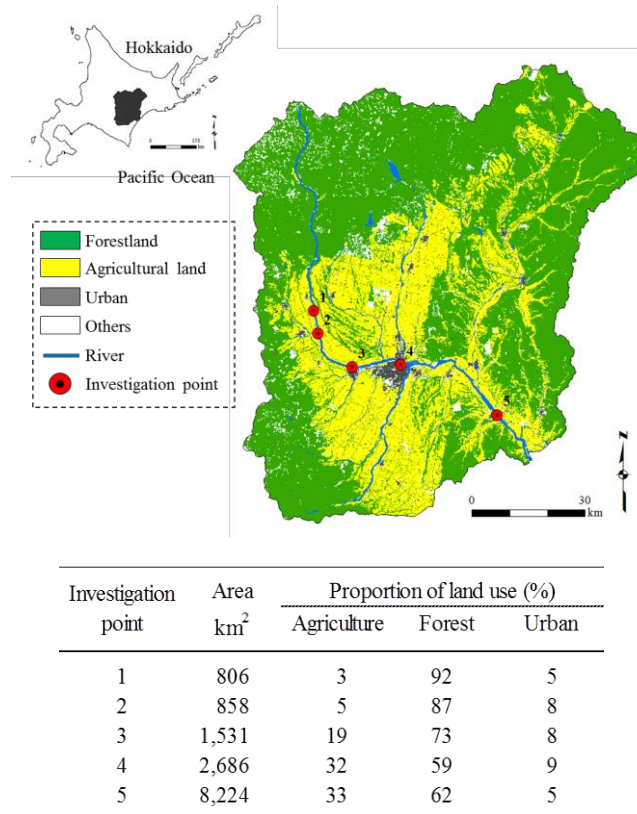 Hokkaido
0 150
km
Pacific Ocean
Forestland
Agricultural land
Urban
Others
River
Investigation point
1
2
3
4
5
0 30
km
N
Investigation Area Proportion of land use (%)
point km2 Agriculture Forest Urban
1 806 3 92 5
2 858 5 87 8
3 1,531 19 73 8
4 2,686 32 59 9
5 8,224 33 62 5